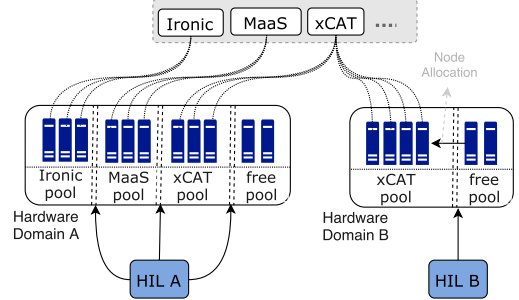 Ironic
MaaS
xCAT
....
Node
Allocation
Ironic
pool
MaaS
pool
xCAT
pool
free
pool
xCAT
pool
free
pool
Hardware
Domain A
Hardware
Domain B
HIL A
HIL B